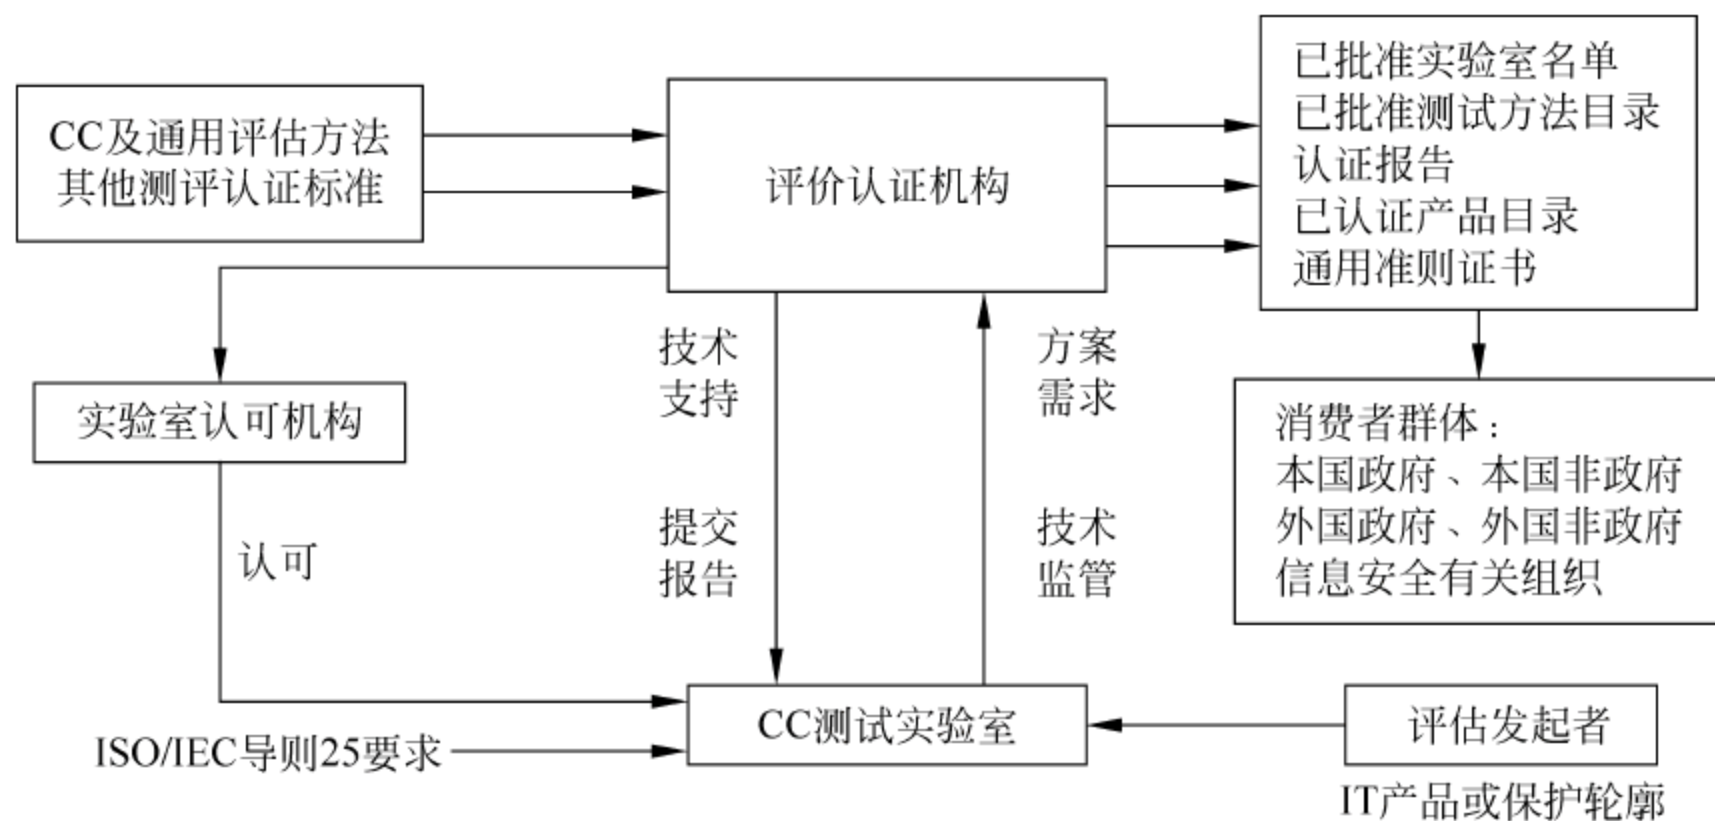 CC及通用评估方法
其他测评认证标准
评价认证机构
已批准实验室名单
已批准测试方法目录
认证报告
已认证产品目录
通用准则证书
技术
支持
方案
需求
实验室认可机构
消费者群体：
本国政府、本国非政府
外国政府、外国非政府
信息安全有关组织
认可
提交
报告
技术
监管
CC测试实验室
评估发起者
ISO/IEC导则25要求
IT产品或保护轮廓